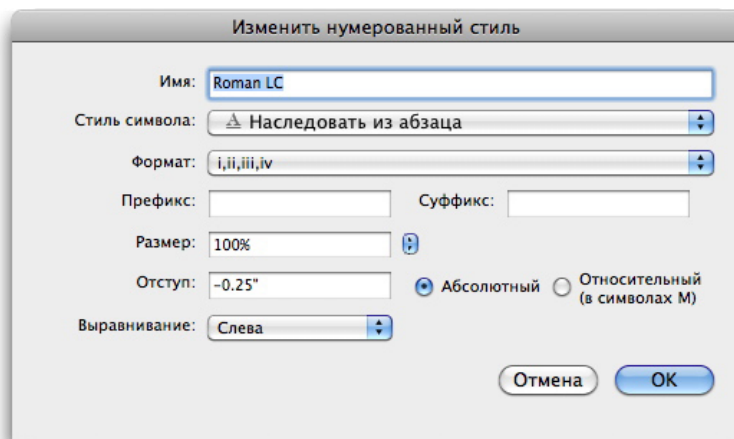 Изменить нумерованный стиль
Имя: Roman LC
Стиль символа: A Наследовать из абзаца
Формат: i,ii,iii,iv
Префикс: Суффикс:
Размер: 100%
Отступ: -0.25" Абсолютный Относительный
(в символах М)
Выравнивание: Слева
Отмена OK